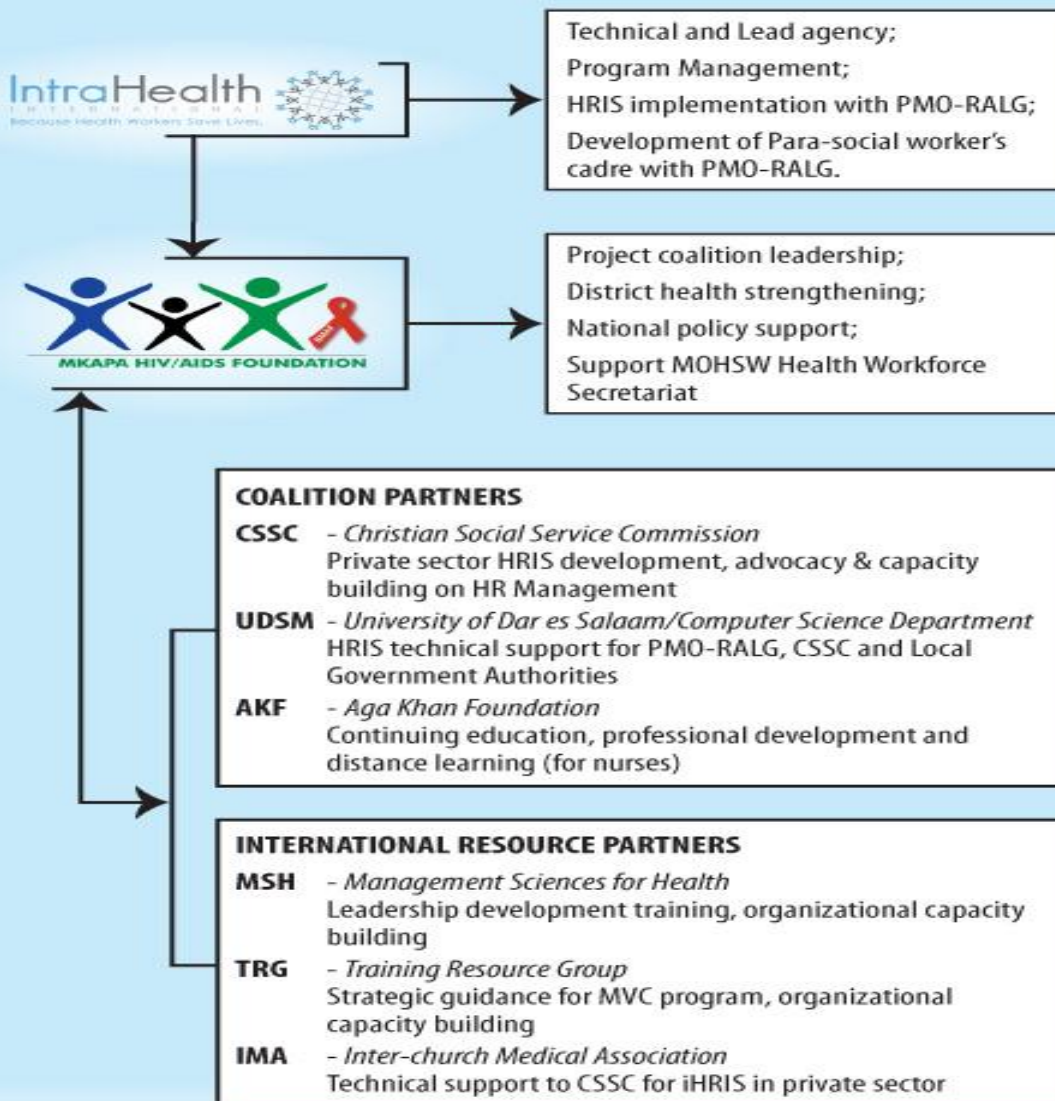 IntraHealth
INTERNATIONAL
Because Health Workers Save Lives.
Technical and Lead agency;
Program Management;
HRIS implementation with PMO-RALG;
Development of Para-social worker's
cadre with PMO-RALG.
MKAPA HIV/AIDS FOUNDATION
Project coalition leadership;
District health strengthening;
National policy support;
Support MOHSW Health Workforce
Secretariat
COALITION PARTNERS
CSSC - Christian Social Service Commission
Private sector HRIS development, advocacy & capacity
building on HR Management
UDSM - University of Dar es Salaam/Computer Science Department
HRIS technical support for PMO-RALG, CSSC and Local
Government Authorities
AKF - Aga Khan Foundation
Continuing education, professional development and
distance learning (for nurses)
INTERNATIONAL RESOURCE PARTNERS
MSH - Management Sciences for Health
Leadership development training, organizational capacity
building
TRG - Training Resource Group
Strategic guidance for MVC program, organizational
capacity building
IMA - Inter-church Medical Association
Technical support to CSSC for iHRIS in private sector